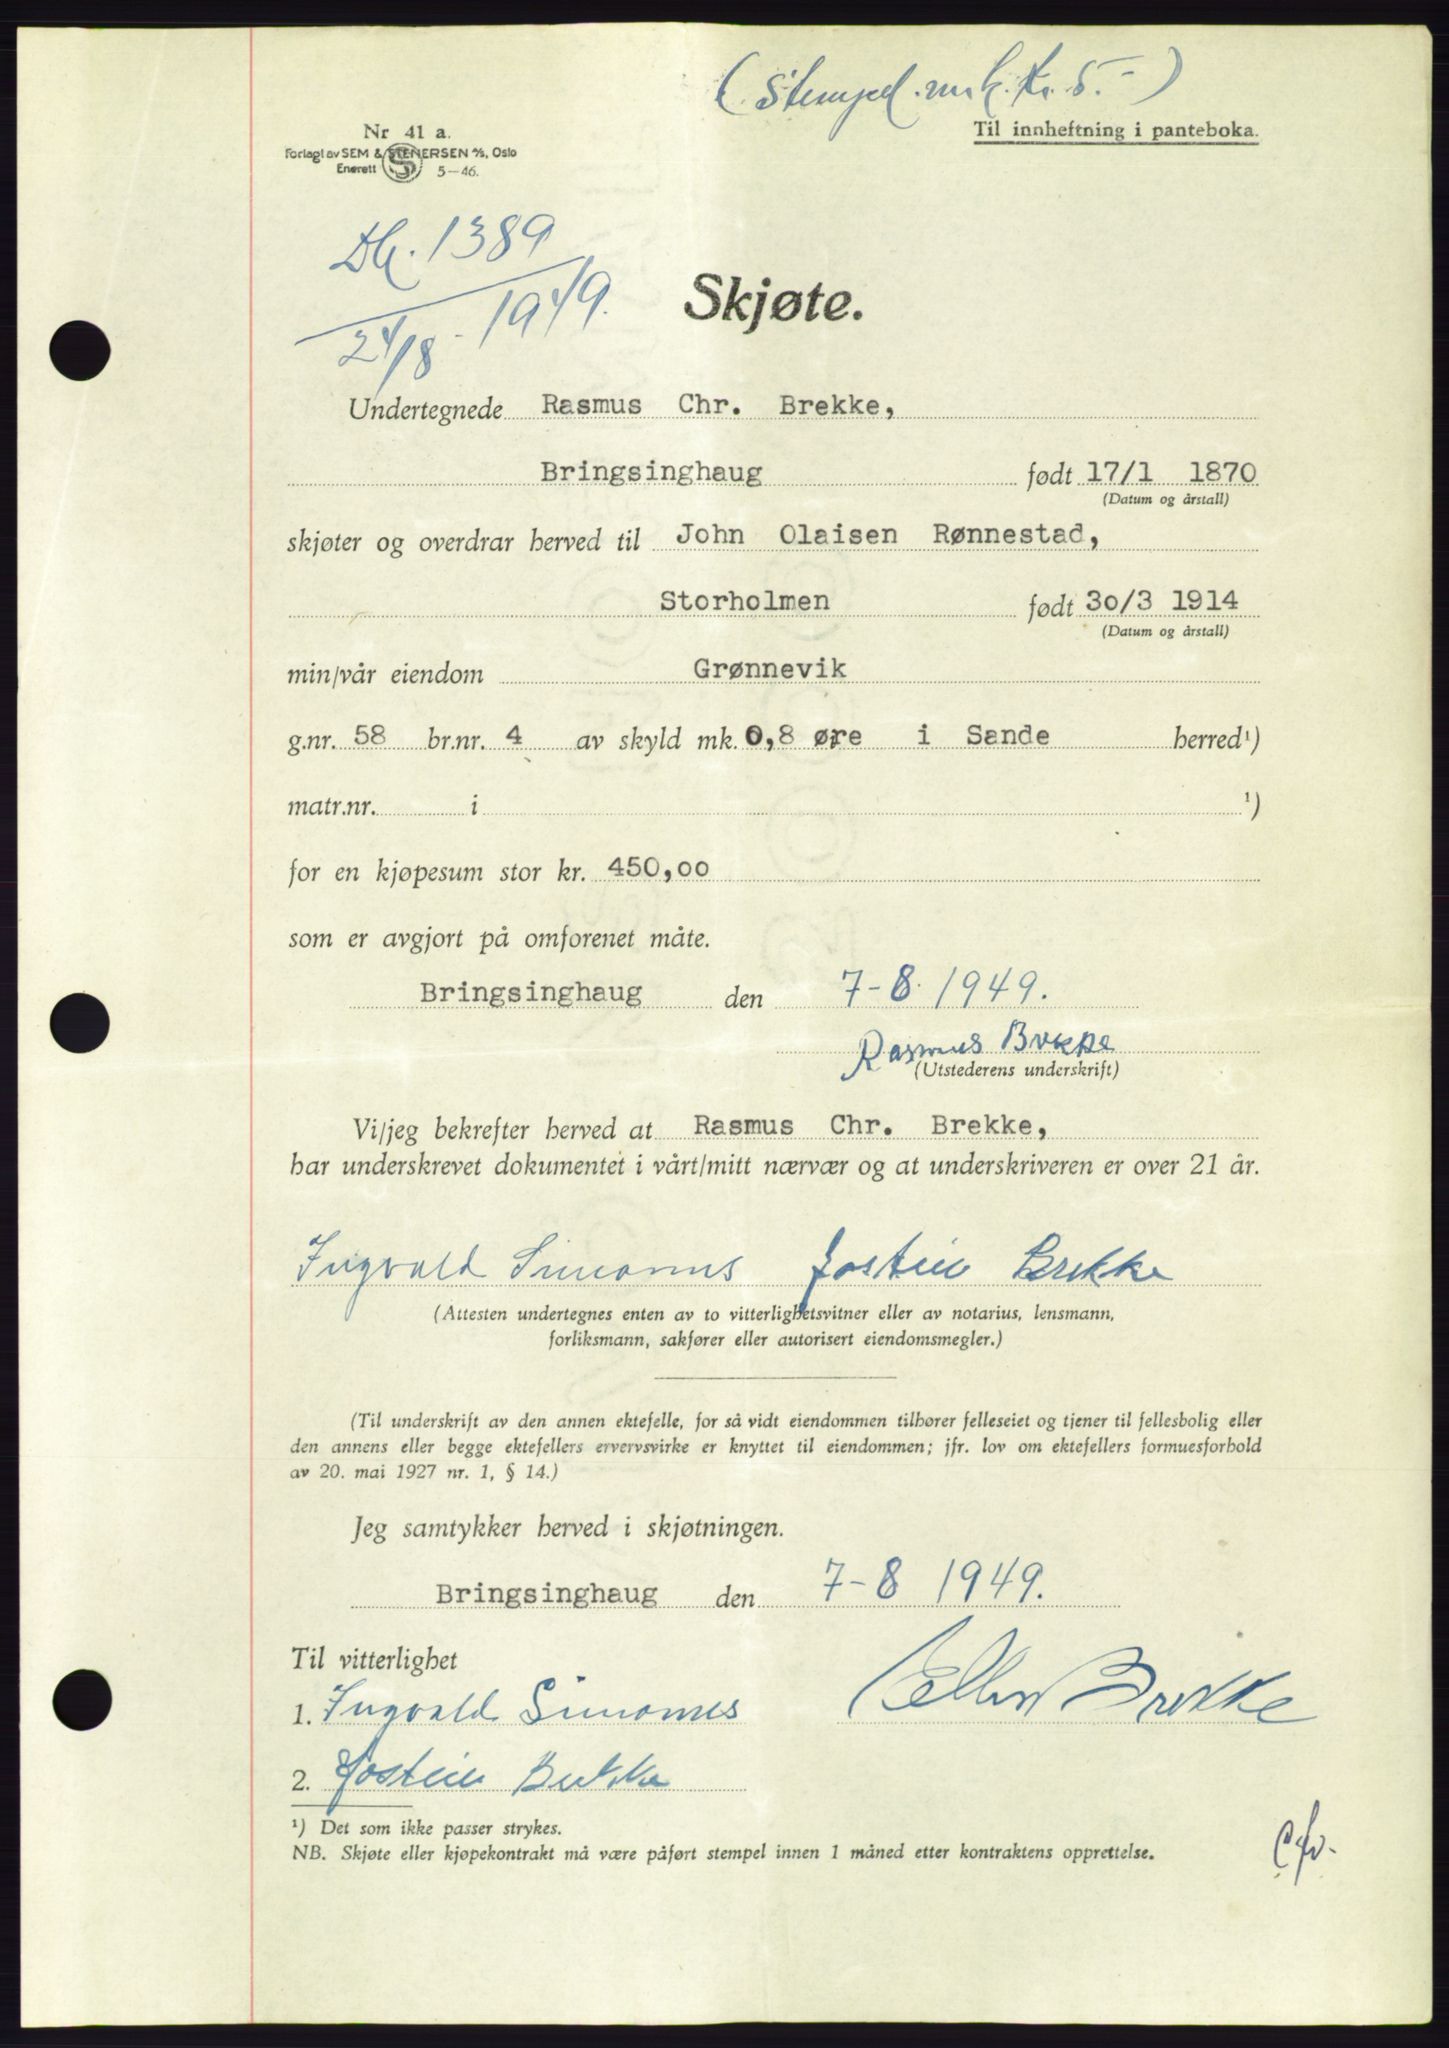 (Stempel.mrk. kr. 5.-)
Til innheftning i panteboka.
Nr 41 a.
Forlagt av SEM & STENERSEN A/S, Oslo
Enerett 5-46.
Db. 1389
24/8 - 1949.
Skjøte.
Undertegnede Rasmus Chr. Brekke,
Bringsinghaug født 17/1 1870
(Datum og årstall)
skjøter og overdrar herved til John Olaisen Rønnestad,
Storholmen født 30/3 1914
(Datum og årstall)
min/vår eiendom Grønnevik
g.nr. 58 br.nr. 4 av skyld mk. 0,8 øre i Sande herred¹)
matr.nr. i ¹)
for en kjøpesum stor kr. 450,00
som er avgjort på omforenet måte.
Bringsinghaug den 7-8. 1949.
Rasmus Brekke
(Utstederens underskrift)
Vi/jeg bekrefter herved at Rasmus Chr. Brekke,
har underskrevet dokumentet i vårt/mitt nærvær og at underskriveren er over 21 år.
Ingvald Simones Jostein Brekke
(Attesten undertegnes enten av to vitterlighetsvitner eller av notarius, lensmann,
forliksmann, sakfører eller autorisert eiendomsmegler.)
(Til underskrift av den annen ektefelle, for så vidt eiendommen tilhører felleseiet og tjener til fellesbolig eller
den annens eller begge ektefellers ervervsvirke er knyttet til eiendommen; jfr. lov om ektefellers formuesforhold
av 20. mai 1927 nr. 1, § 14.)
Jeg samtykker herved i skjøtningen.
Bringsinghaug den 7-8 1949.
Til vitterlighet
1. Ingvald Simones Ellen Brekke
2. Jostein Brekke
¹) Det som ikke passer strykes.
NB. Skjøte eller kjøpekontrakt må være påført stempel innen 1 måned etter kontraktens opprettelse.